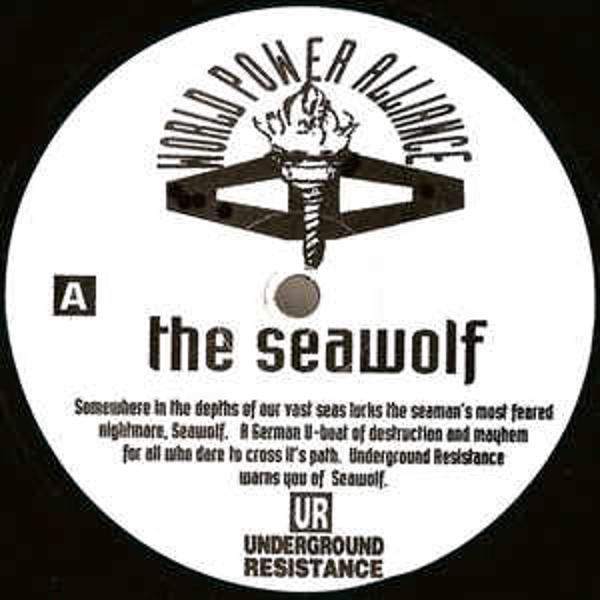 WORLD POWER ALLIANCE
A
the seawolf
Somewhere in the depths of our vast seas lurks the seaman's most feared
nightmare, Seawolf. A German U-boat of destruction and mayhem
for all who dare to cross it's path. Underground Resistance
warns you of Seawolf.
UR
UNDERGROUND
RESISTANCE